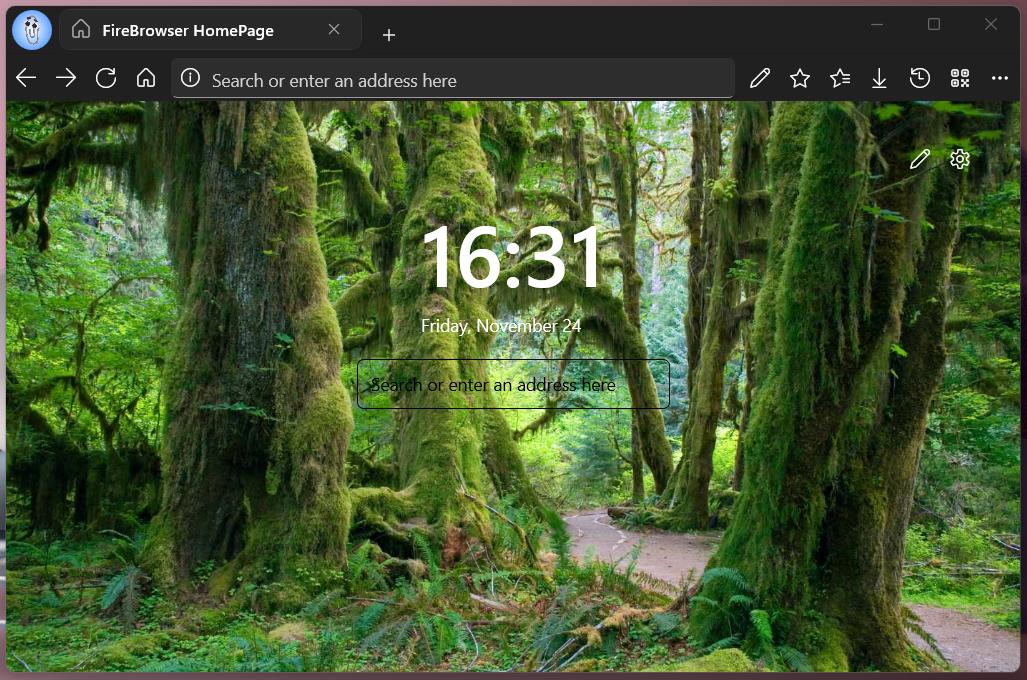 FireBrowser HomePage
Search or enter an address here
16:31
Friday, November 24
Search or enter an address here